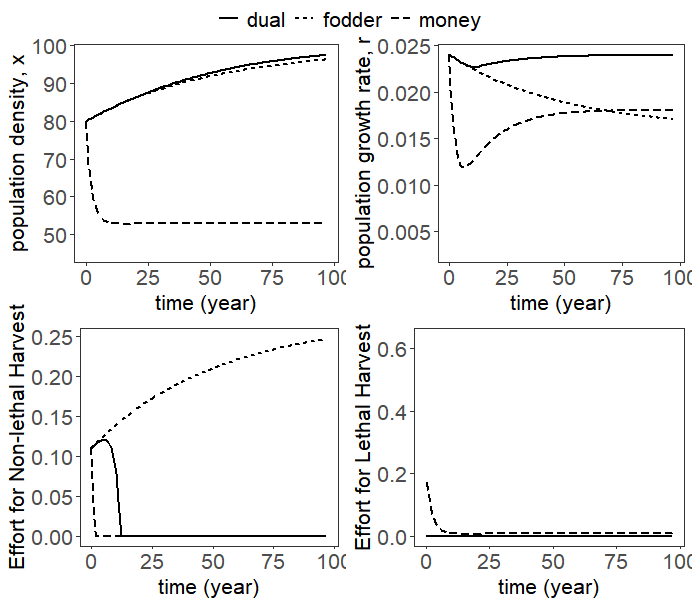 dual fodder money
population density, x
100
90
80
70
60
50
0 25 50 75 100
time (year)
population growth rate, r
0.025
0.020
0.015
0.010
0.005
0 25 50 75 100
time (year)
Effort for Non-lethal Harvest
0.25
0.20
0.15
0.10
0.05
0.00
0 25 50 75 100
time (year)
Effort for Lethal Harvest
0.6
0.4
0.2
0.0
0 25 50 75 100
time (year)